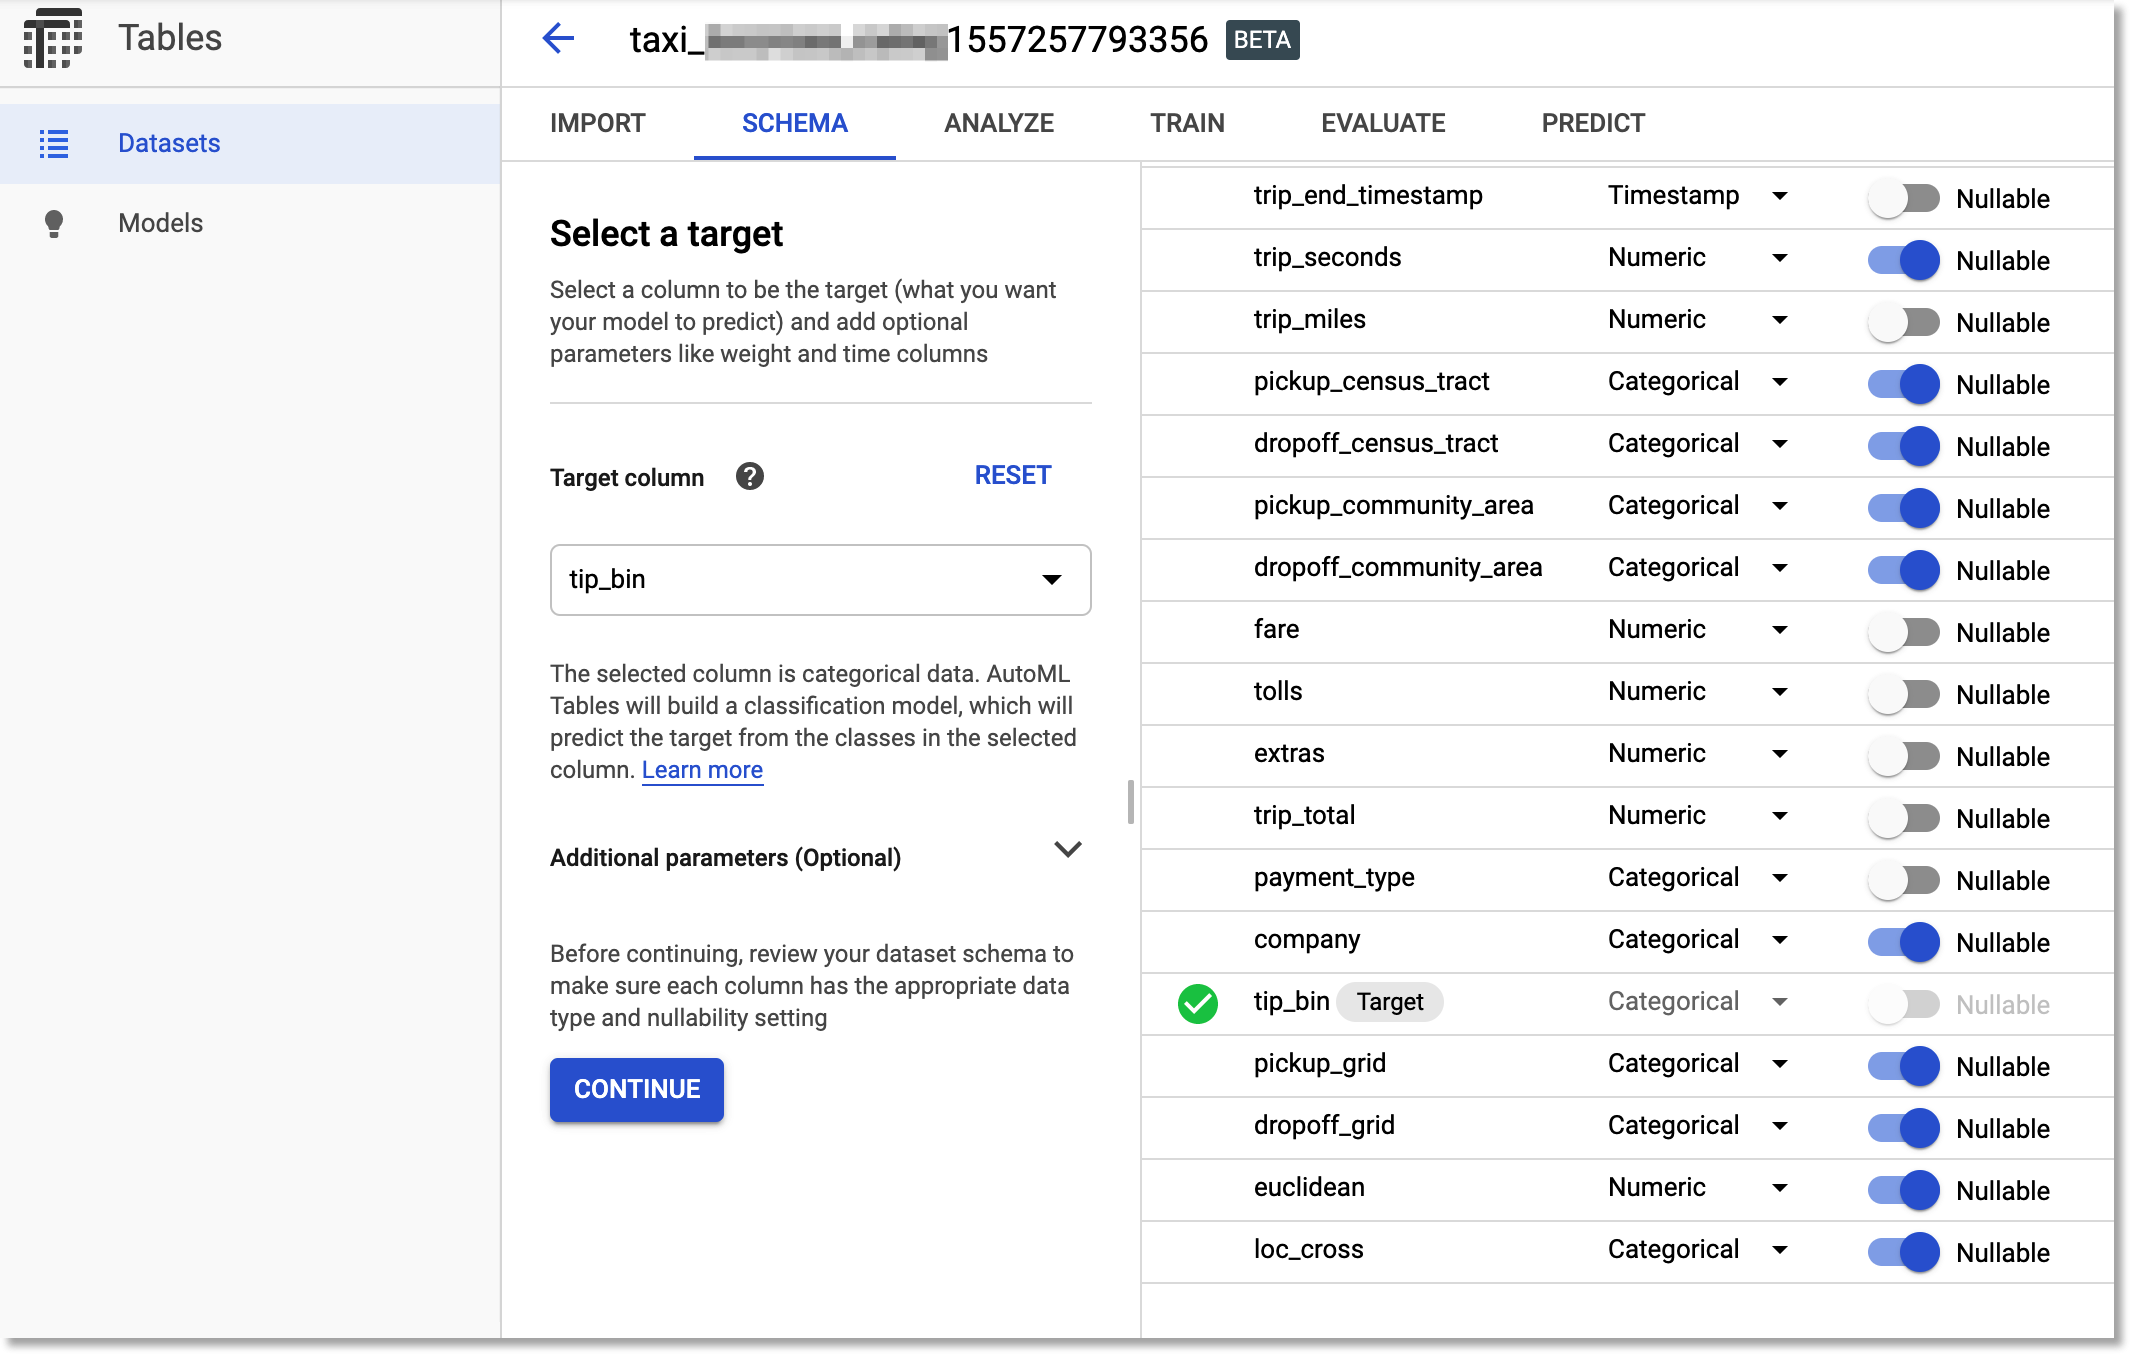 Tables
taxi_ 1557257793356 BETA
Datasets
Models
IMPORT SCHEMA ANALYZE TRAIN EVALUATE PREDICT
Select a target
Select a column to be the target (what you want
your model to predict) and add optional
parameters like weight and time columns
Target column ? RESET
tip_bin
The selected column is categorical data. AutoML
Tables will build a classification model, which will
predict the target from the classes in the selected
column. Learn more
Additional parameters (Optional)
Before continuing, review your dataset schema to
make sure each column has the appropriate data
type and nullability setting
CONTINUE
trip_end_timestamp Timestamp Nullable
trip_seconds Numeric Nullable
trip_miles Numeric Nullable
pickup_census_tract Categorical Nullable
dropoff_census_tract Categorical Nullable
pickup_community_area Categorical Nullable
dropoff_community_area Categorical Nullable
fare Numeric Nullable
tolls Numeric Nullable
extras Numeric Nullable
trip_total Numeric Nullable
payment_type Categorical Nullable
company Categorical Nullable
tip_bin Target Categorical Nullable
pickup_grid Categorical Nullable
dropoff_grid Categorical Nullable
euclidean Numeric Nullable
loc_cross Categorical Nullable